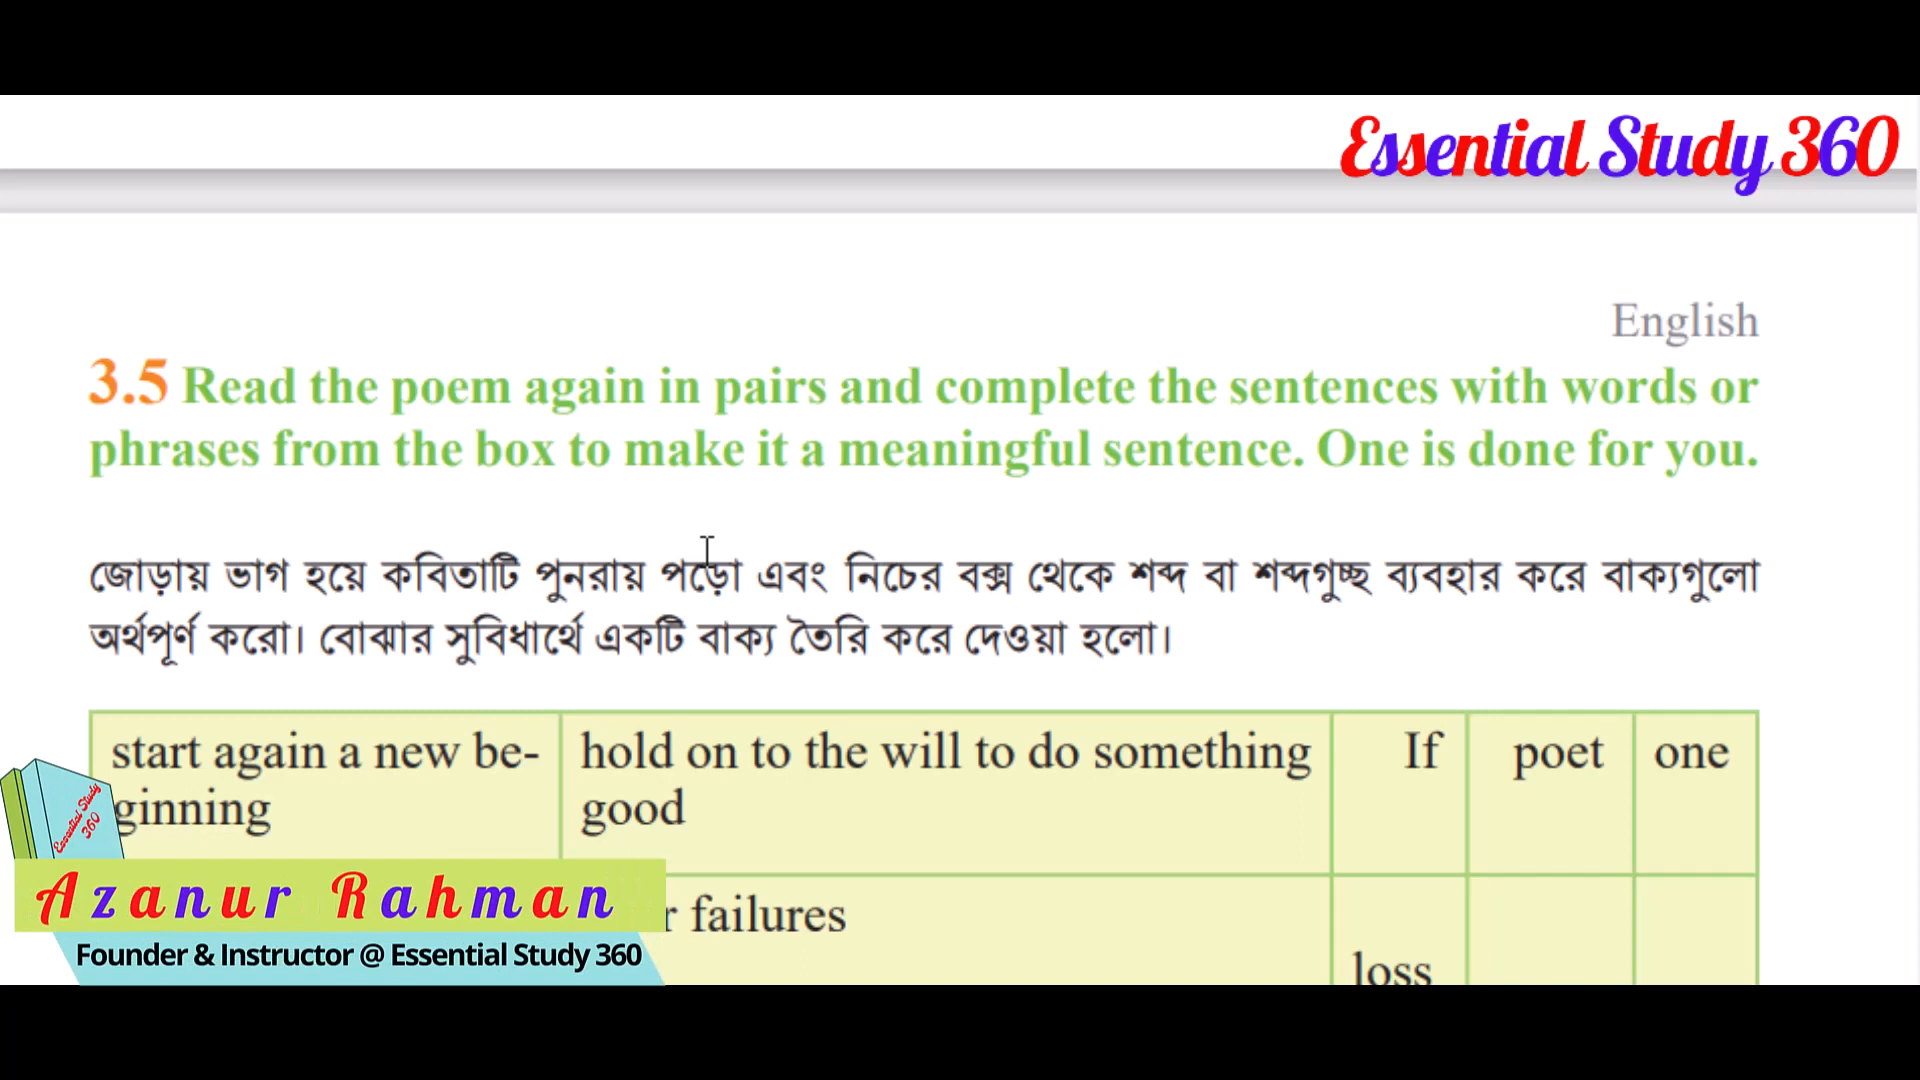 Essential Study 360
English
3.5 Read the poem again in pairs and complete the sentences with words or
phrases from the box to make it a meaningful sentence. One is done for you.
জোড়ায় ভাগ হয়ে কবিতাটি পুনরায় পড়ো এবং নিচের বক্স থেকে শব্দ বা শব্দগুচ্ছ ব্যবহার করে বাক্যগুলো
অর্থপূর্ণ করো। বোঝার সুবিধার্থে একটি বাক্য তৈরি করে দেওয়া হলো।
start again a new be- hold on to the will to do something If poet one
ginning good
failures
loss
Essential Study
360
Azanur Rahman
Founder & Instructor @ Essential Study 360